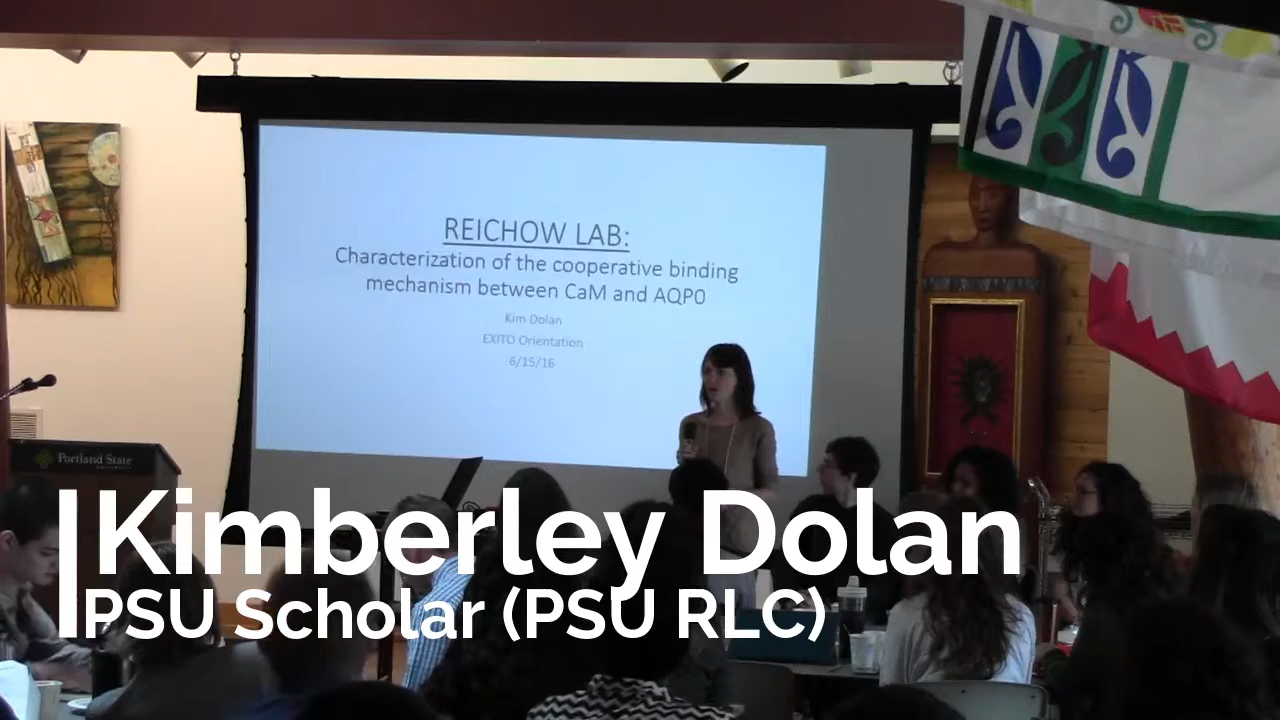 REICHOW LAB:
Characterization of the cooperative binding
mechanism between CaM and AQP0
Kim Dolan
EXITO Orientation
6/15/16
Portland State
UNIVERSITY
Kimberley Dolan
PSU Scholar (PSU RLC)